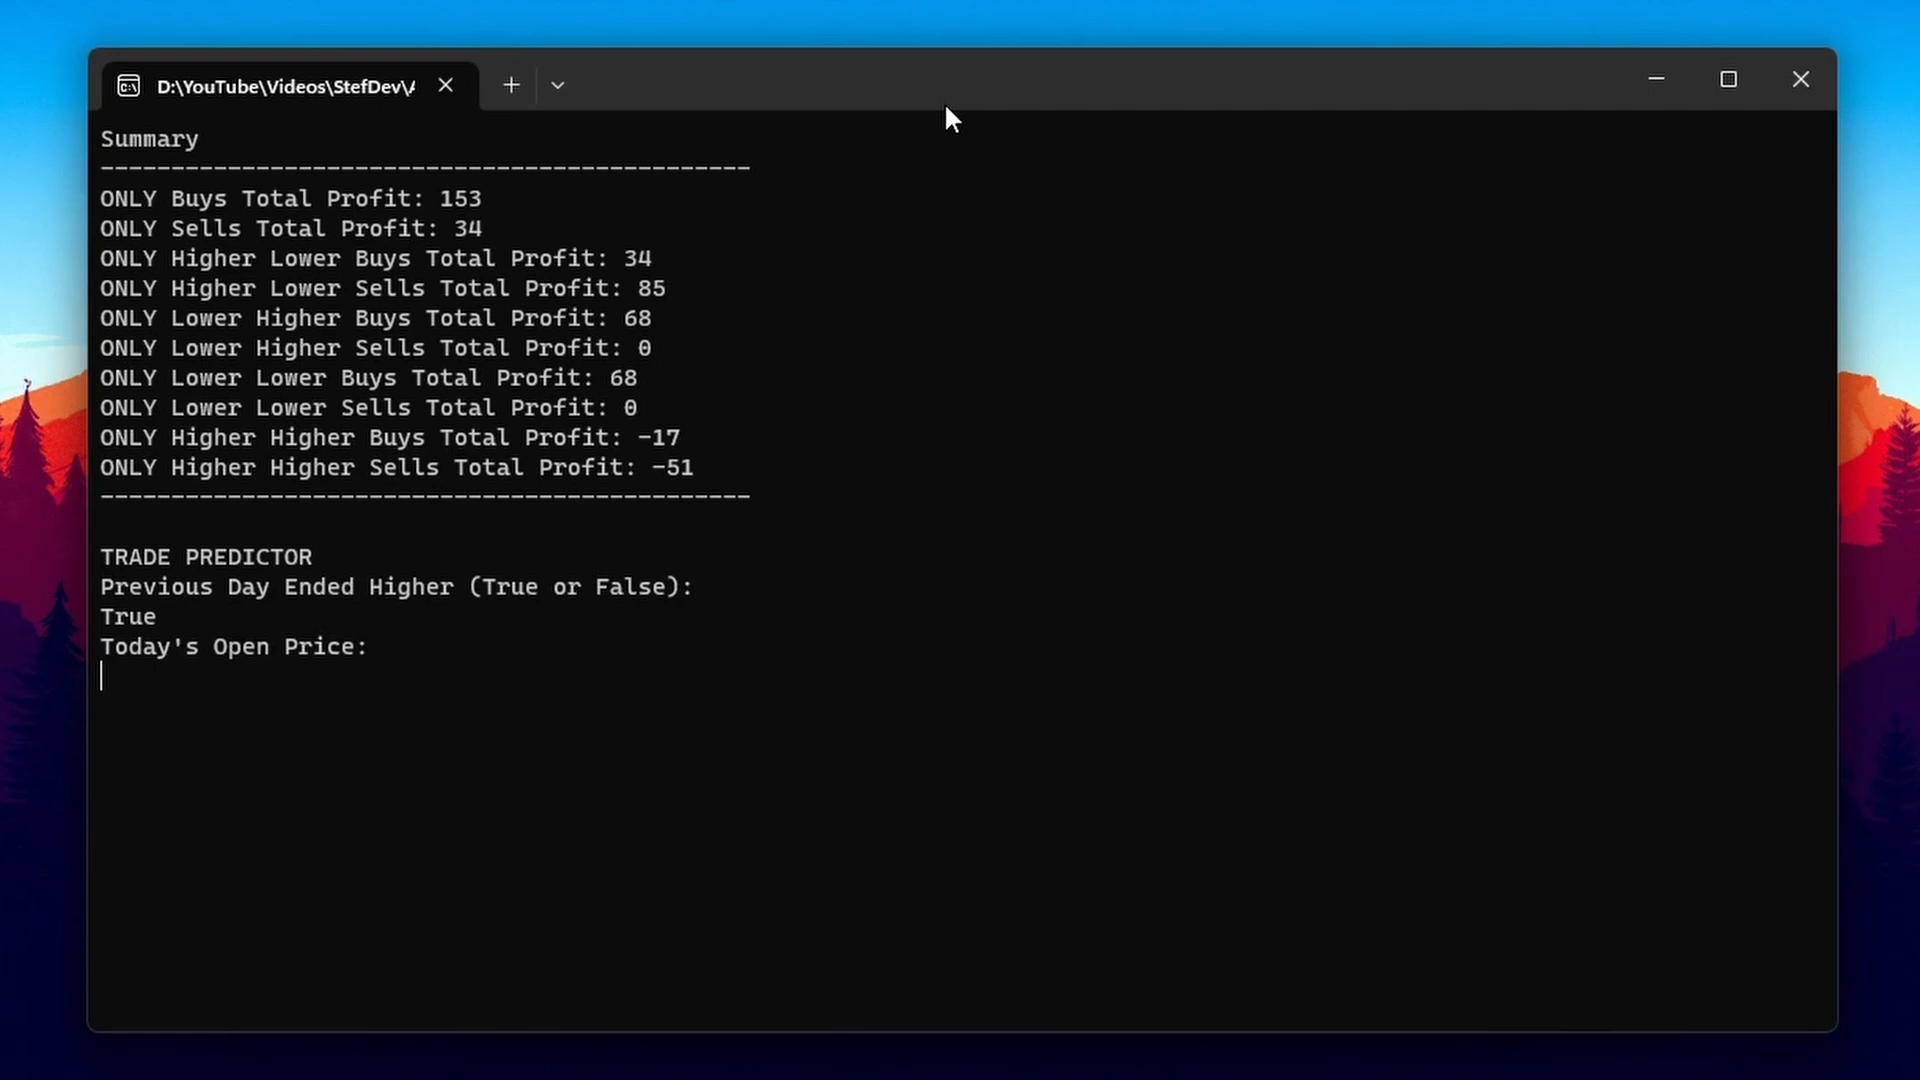 D:\YouTube\Videos\StefDev\
Summary
----------------------------------------------
ONLY Buys Total Profit: 153
ONLY Sells Total Profit: 34
ONLY Higher Lower Buys Total Profit: 34
ONLY Higher Lower Sells Total Profit: 85
ONLY Lower Higher Buys Total Profit: 68
ONLY Lower Higher Sells Total Profit: 0
ONLY Lower Lower Buys Total Profit: 68
ONLY Lower Lower Sells Total Profit: 0
ONLY Higher Higher Buys Total Profit: -17
ONLY Higher Higher Sells Total Profit: -51
----------------------------------------------
TRADE PREDICTOR
Previous Day Ended Higher (True or False):
True
Today's Open Price: